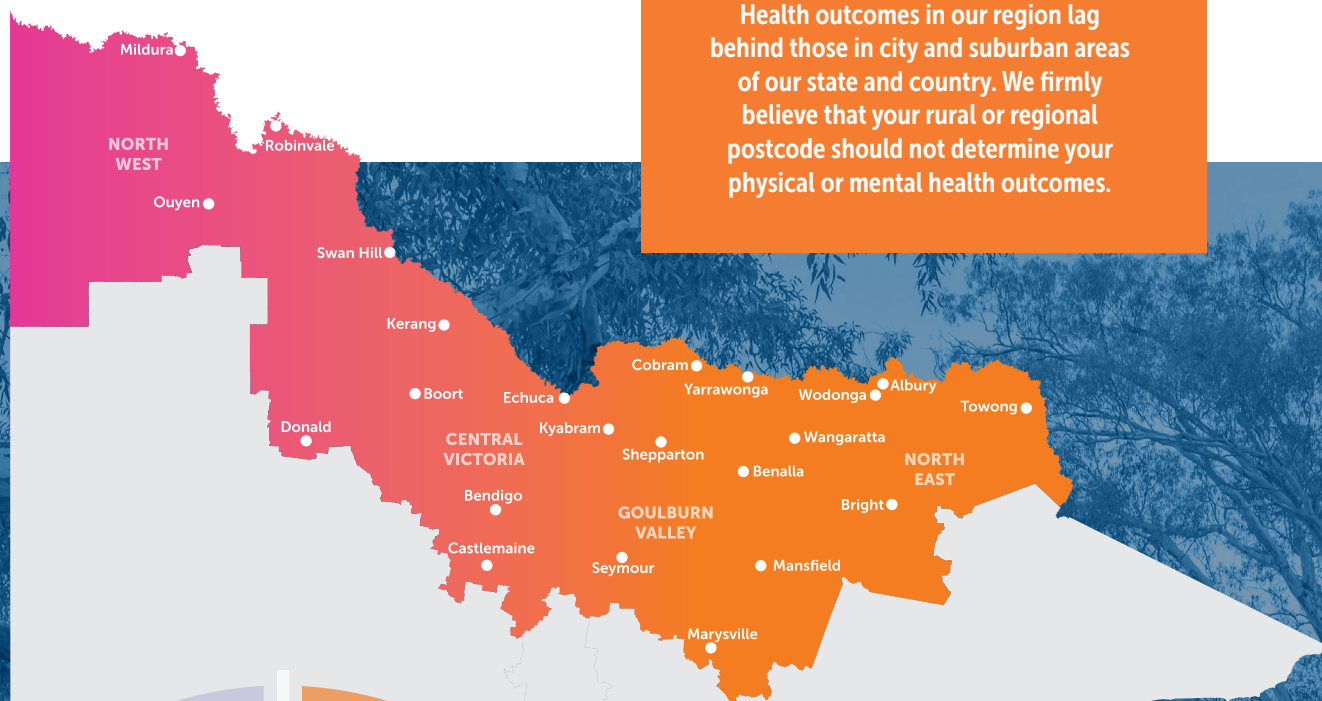 Health outcomes in our region lag
behind those in city and suburban areas
of our state and country. We firmly
believe that your rural or regional
postcode should not determine your
physical or mental health outcomes.
Mildura
NORTH
WEST
Robinvale
Ouyen
Swan Hill
Kerang
Boort
Echuca
Cobram
Yarrawonga
Wodonga
Albury
Towong
Donald
CENTRAL
VICTORIA
Kyabram
Shepparton
Wangaratta
Benalla
NORTH
EAST
Bendigo
GOULBURN
VALLEY
Bright
Castlemaine
Seymour
Mansfield
Marysville